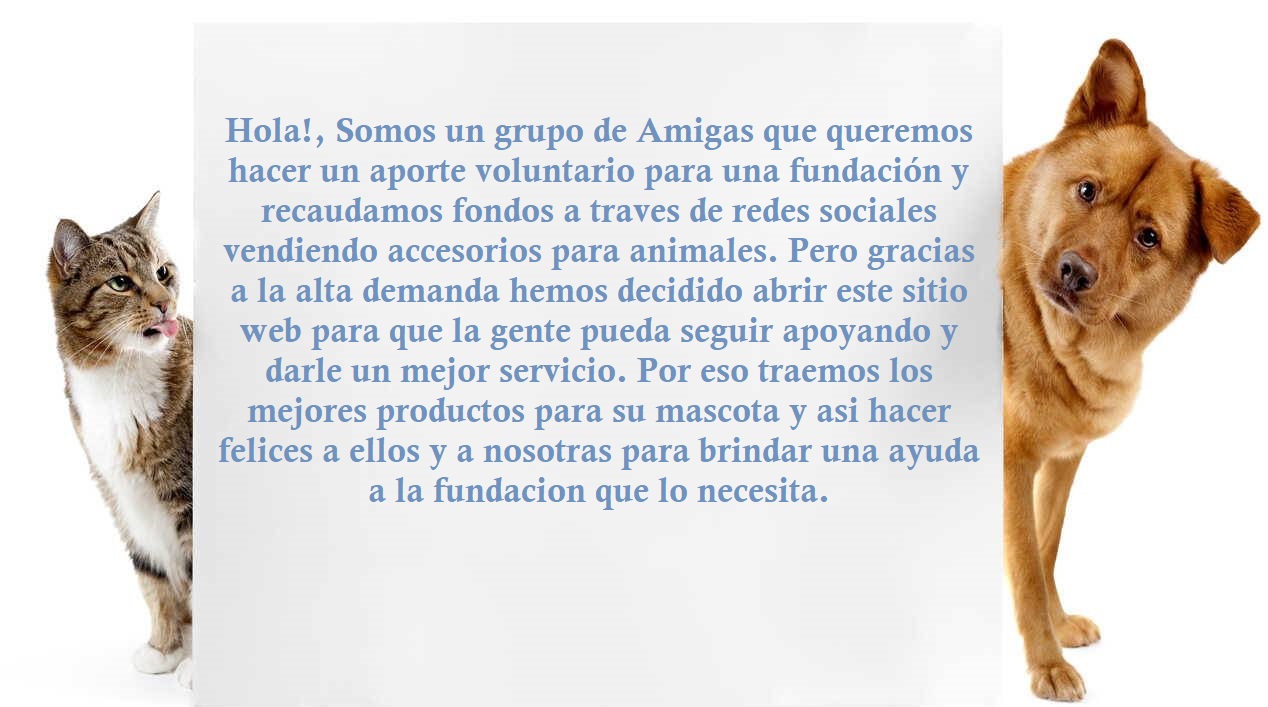 Hola!, Somos un grupo de Amigas que queremos
hacer un aporte voluntario para una fundación y
recaudamos fondos a traves de redes sociales
vendiendo accesorios para animales. Pero gracias
a la alta demanda hemos decidido abrir este sitio
web para que la gente pueda seguir apoyando y
darle un mejor servicio. Por eso traemos los
mejores productos para su mascota y asi hacer
felices a ellos y a nosotras para brindar una ayuda
a la fundacion que lo necesita.